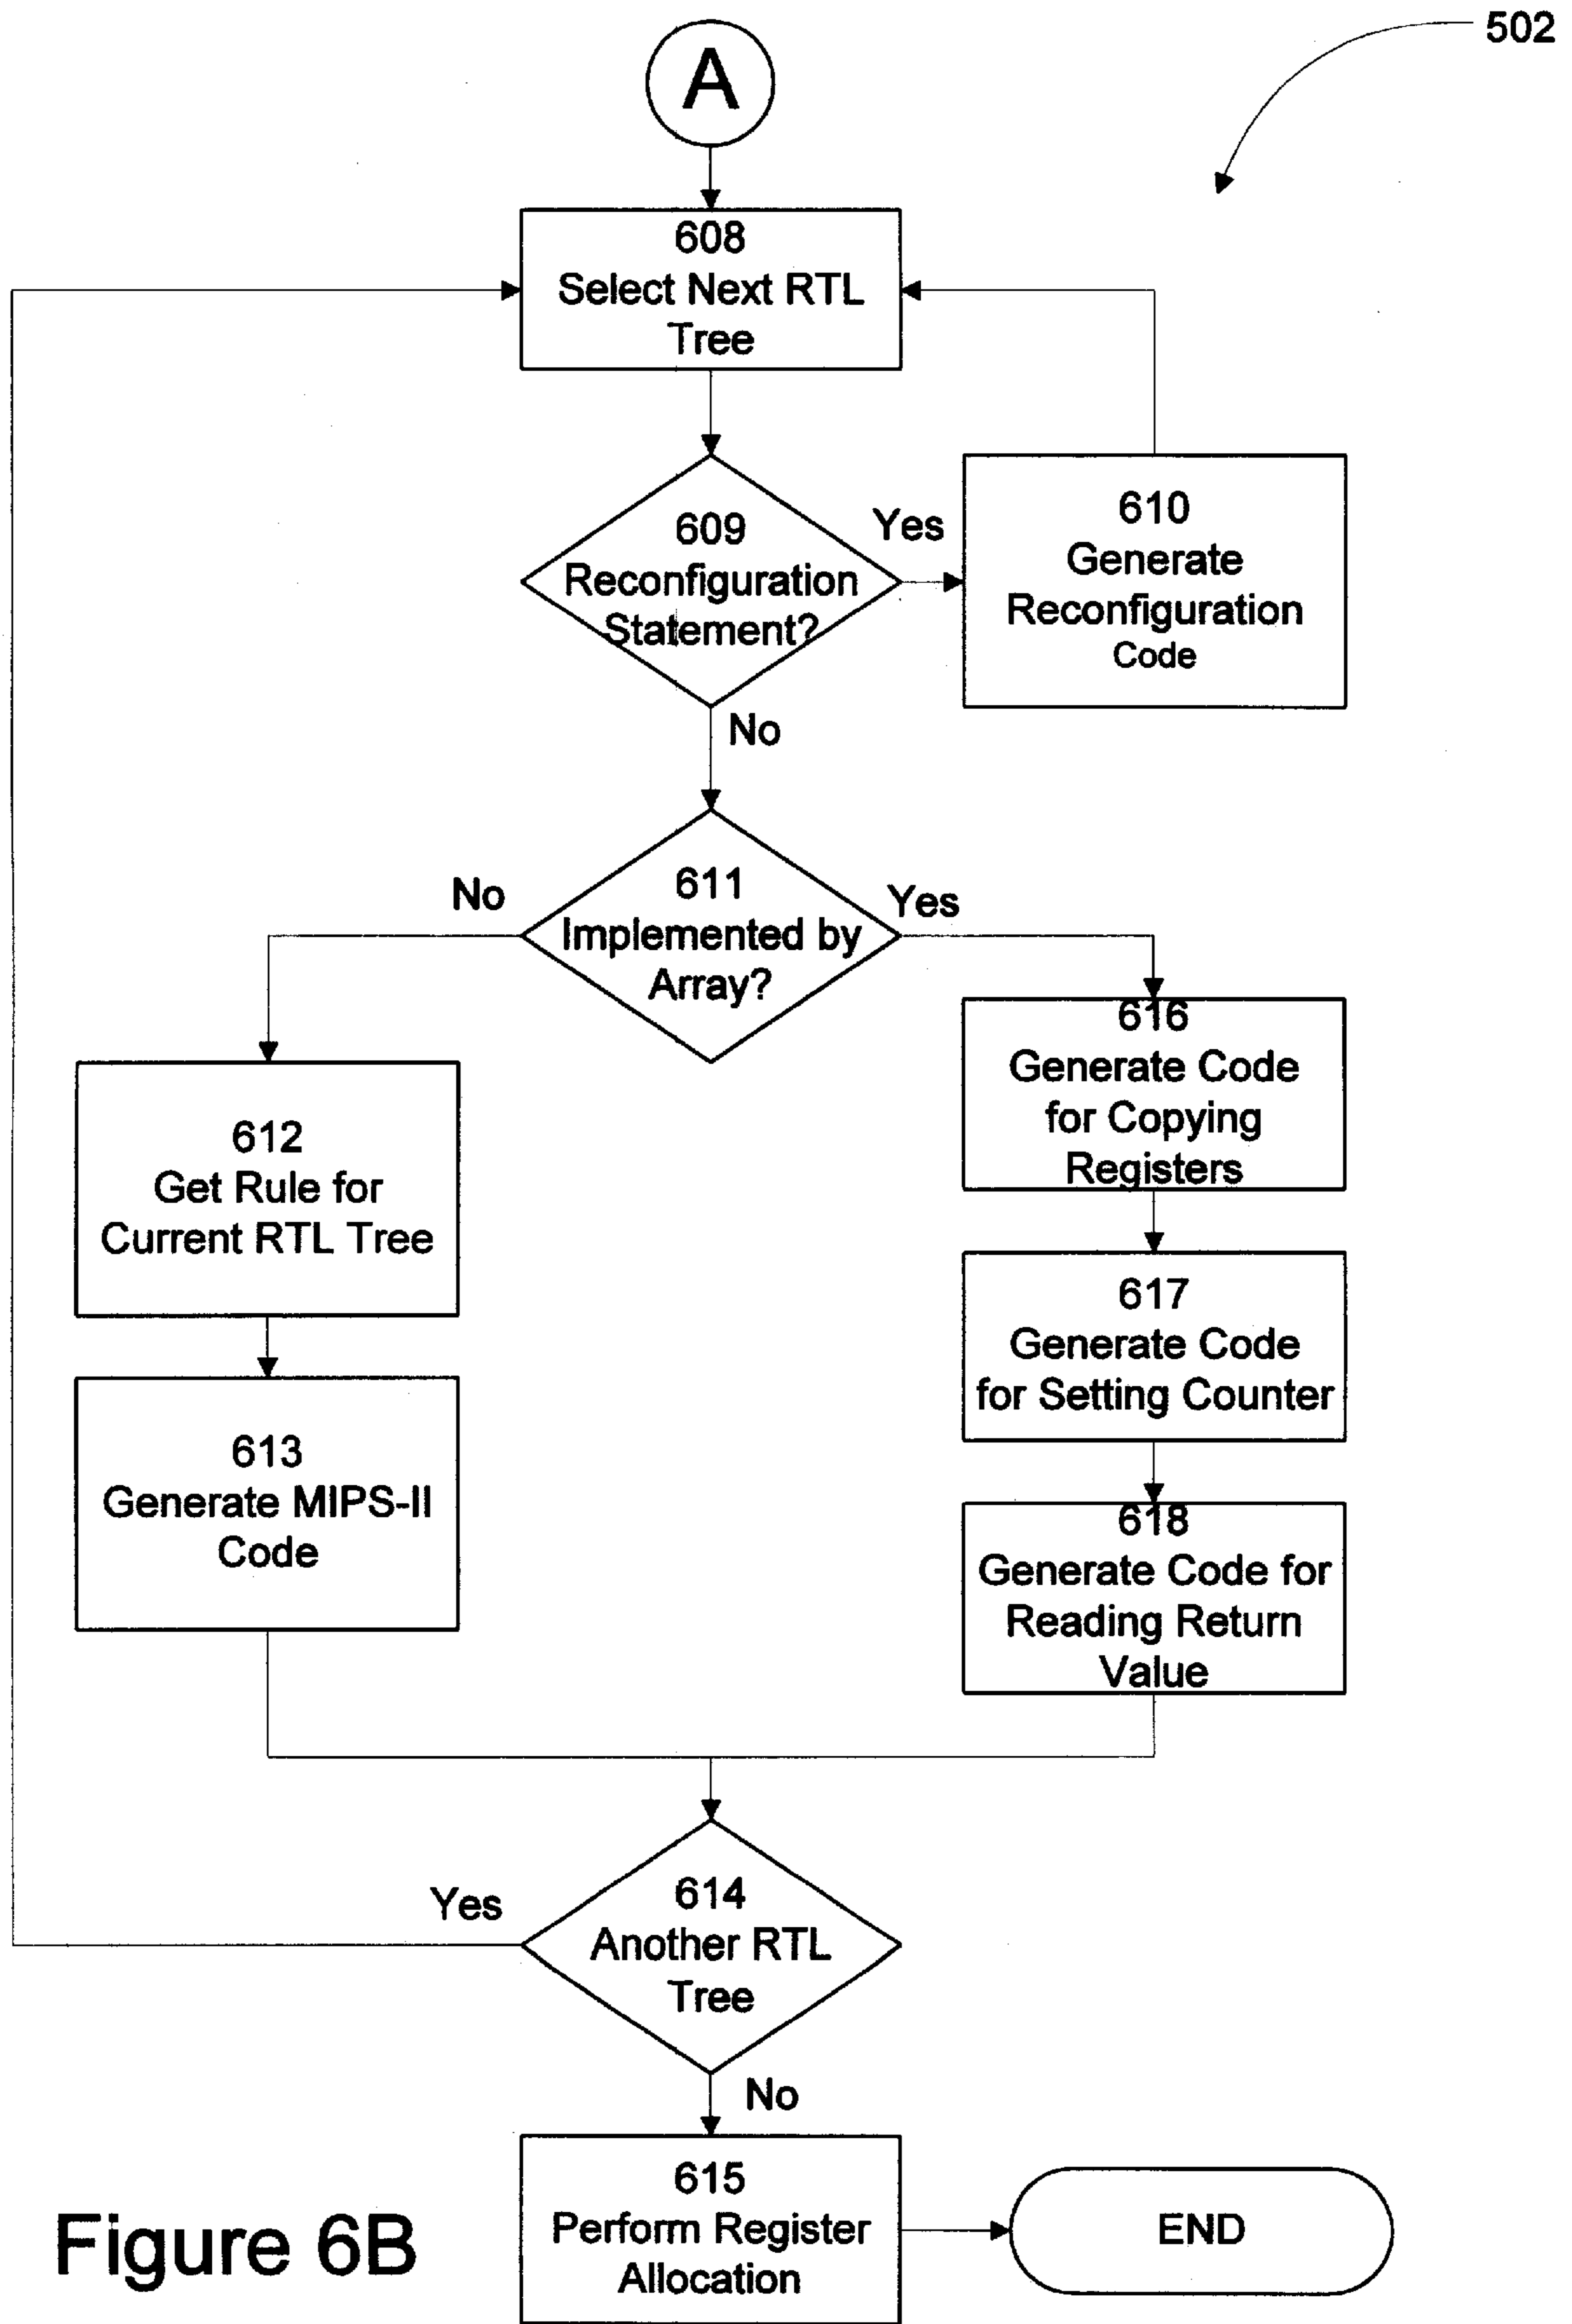 502
A
608
Select Next RTL
Tree
609
Reconfiguration
Statement?
Yes
610
Generate
Reconfiguration
Code
No
611
Implemented by
Array?
No
Yes
612
Get Rule for
Current RTL Tree
613
Generate MIPS-II
Code
616
Generate Code
for Copying
Registers
617
Generate Code
for Setting Counter
618
Generate Code for
Reading Return
Value
614
Another RTL
Tree
Yes
No
615
Perform Register
Allocation
END
Figure 6B